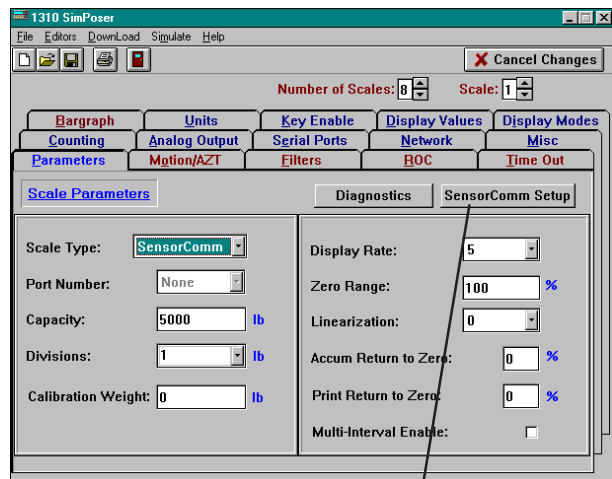 1310 SimPoser
File Editors DownLoad Simulate Help
Cancel Changes
Number of Scales: 8 Scale: 1
Bargraph Units Key Enable Display Values Display Modes
Counting Analog Output Serial Ports Network Misc
Parameters Motion/AZT Filters ROC Time Out
Scale Parameters Diagnostics SensorComm Setup
Scale Type: SensorComm
Port Number: None
Capacity: 5000 lb
Divisions: 1 lb
Calibration Weight: 0 lb
Display Rate: 5
Zero Range: 100 %
Linearization: 0
Accum Return to Zero: 0 %
Print Return to Zero: 0 %
Multi-Interval Enable: